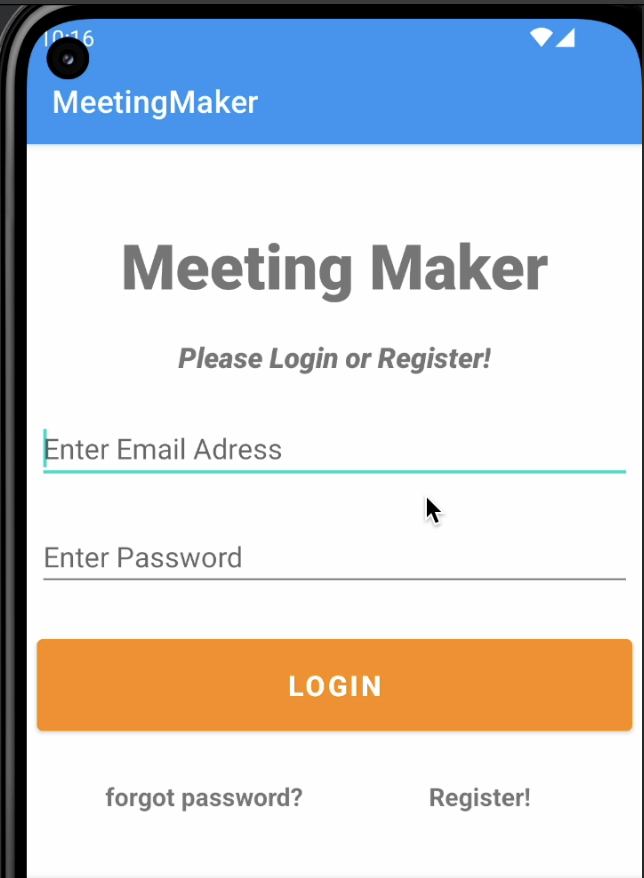 10:16
MeetingMaker
Meeting Maker
Please Login or Register!
Enter Email Adress
Enter Password
LOGIN
forgot password? Register!